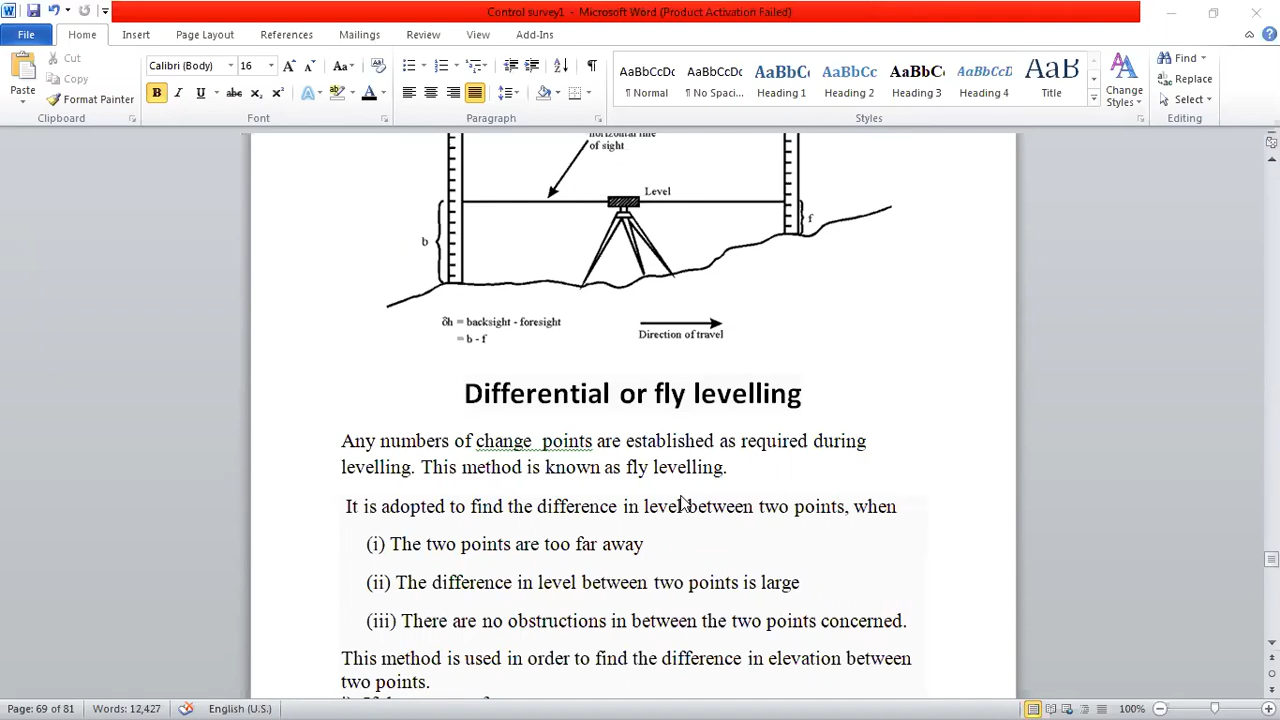 Control survey1 - Microsoft Word (Product Activation Failed)
File Home Insert Page Layout References Mailings Review View Add-Ins
Paste
Cut
Copy
Format Painter
Clipboard
Calibri (Body) 16
Font
Paragraph
AaBbCcDc AaBbCcDc AaBbCc AaBbCc AaBbCc AaBbCcI AaB
¶ Normal ¶ No Spaci... Heading 1 Heading 2 Heading 3 Heading 4 Title
Change
Styles
Styles
Find
Replace
Select
Editing
horizontal line
of sight
Level
b
f
δh = backsight - foresight
= b - f
Direction of travel
Differential or fly levelling
Any numbers of change points are established as required during
levelling. This method is known as fly levelling.
It is adopted to find the difference in level between two points, when
(i) The two points are too far away
(ii) The difference in level between two points is large
(iii) There are no obstructions in between the two points concerned.
This method is used in order to find the difference in elevation between
two points.
Page: 69 of 81 Words: 12,427 English (U.S.) 100%